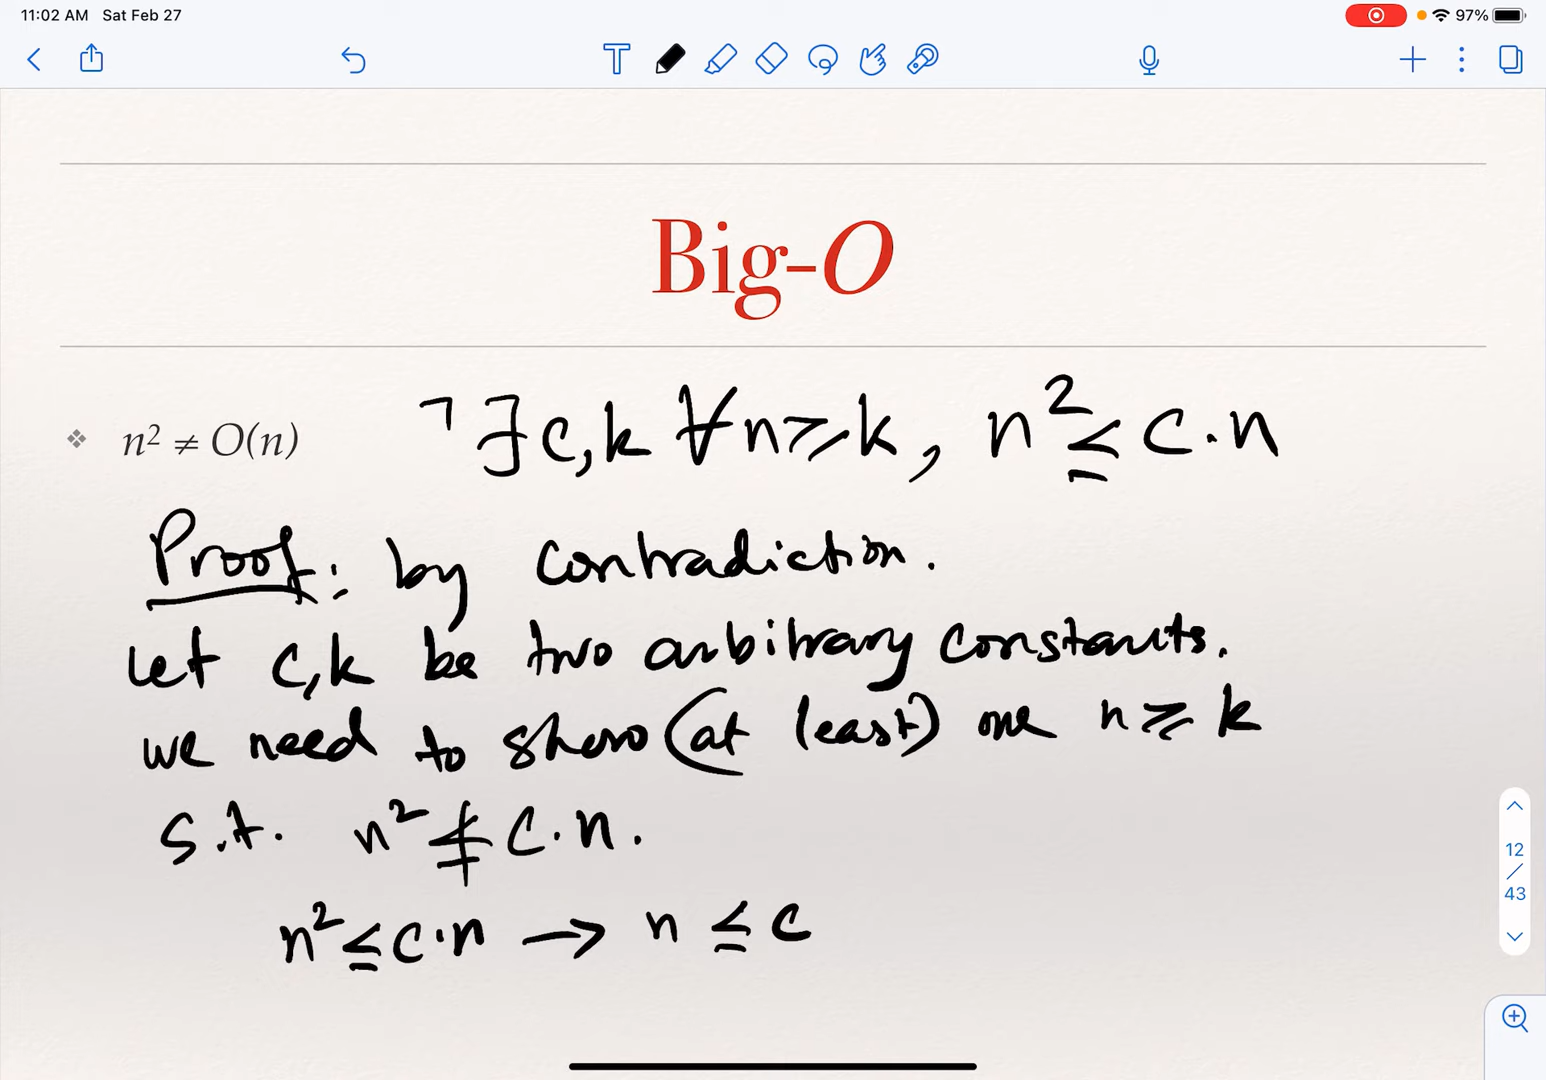 11:02 AM Sat Feb 27
97%
T
Big-O
❖ n² ≠ O(n) ¬∃c,k ∀n≥k, n² ≤ c·n
Proof: by contradiction.
Let c,k be two arbitrary constants.
we need to show (at least) one n ≥ k
s.t. n² ≰ c·n.
n² ≤ c·n → n ≤ c
12
/
43